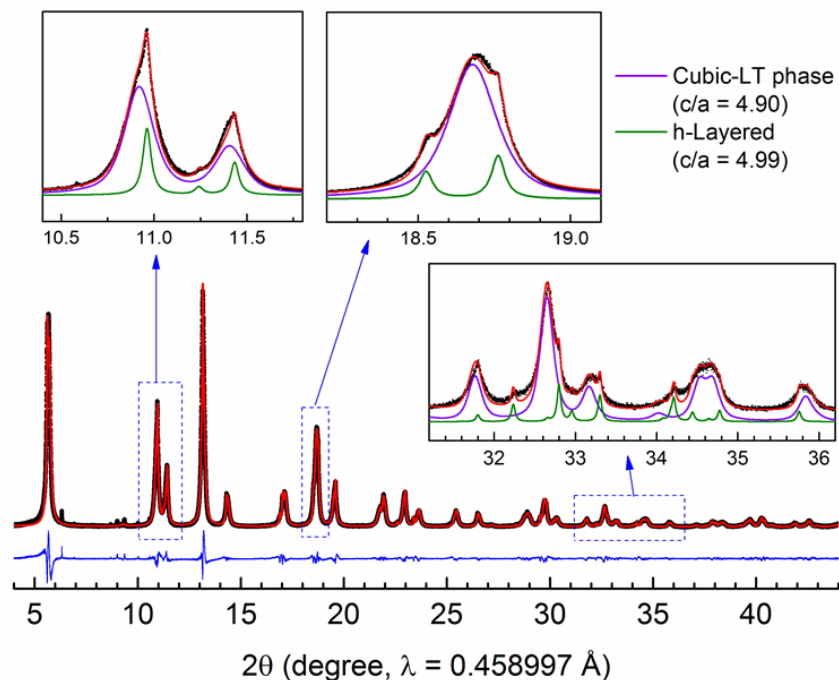 Cubic-LT phase
(c/a = 4.90)
h-Layered
(c/a = 4.99)
10.5 11.0 11.5
18.5 19.0
32 33 34 35 36
5 10 15 20 25 30 35 40
2θ (degree, λ = 0.458997 Å)